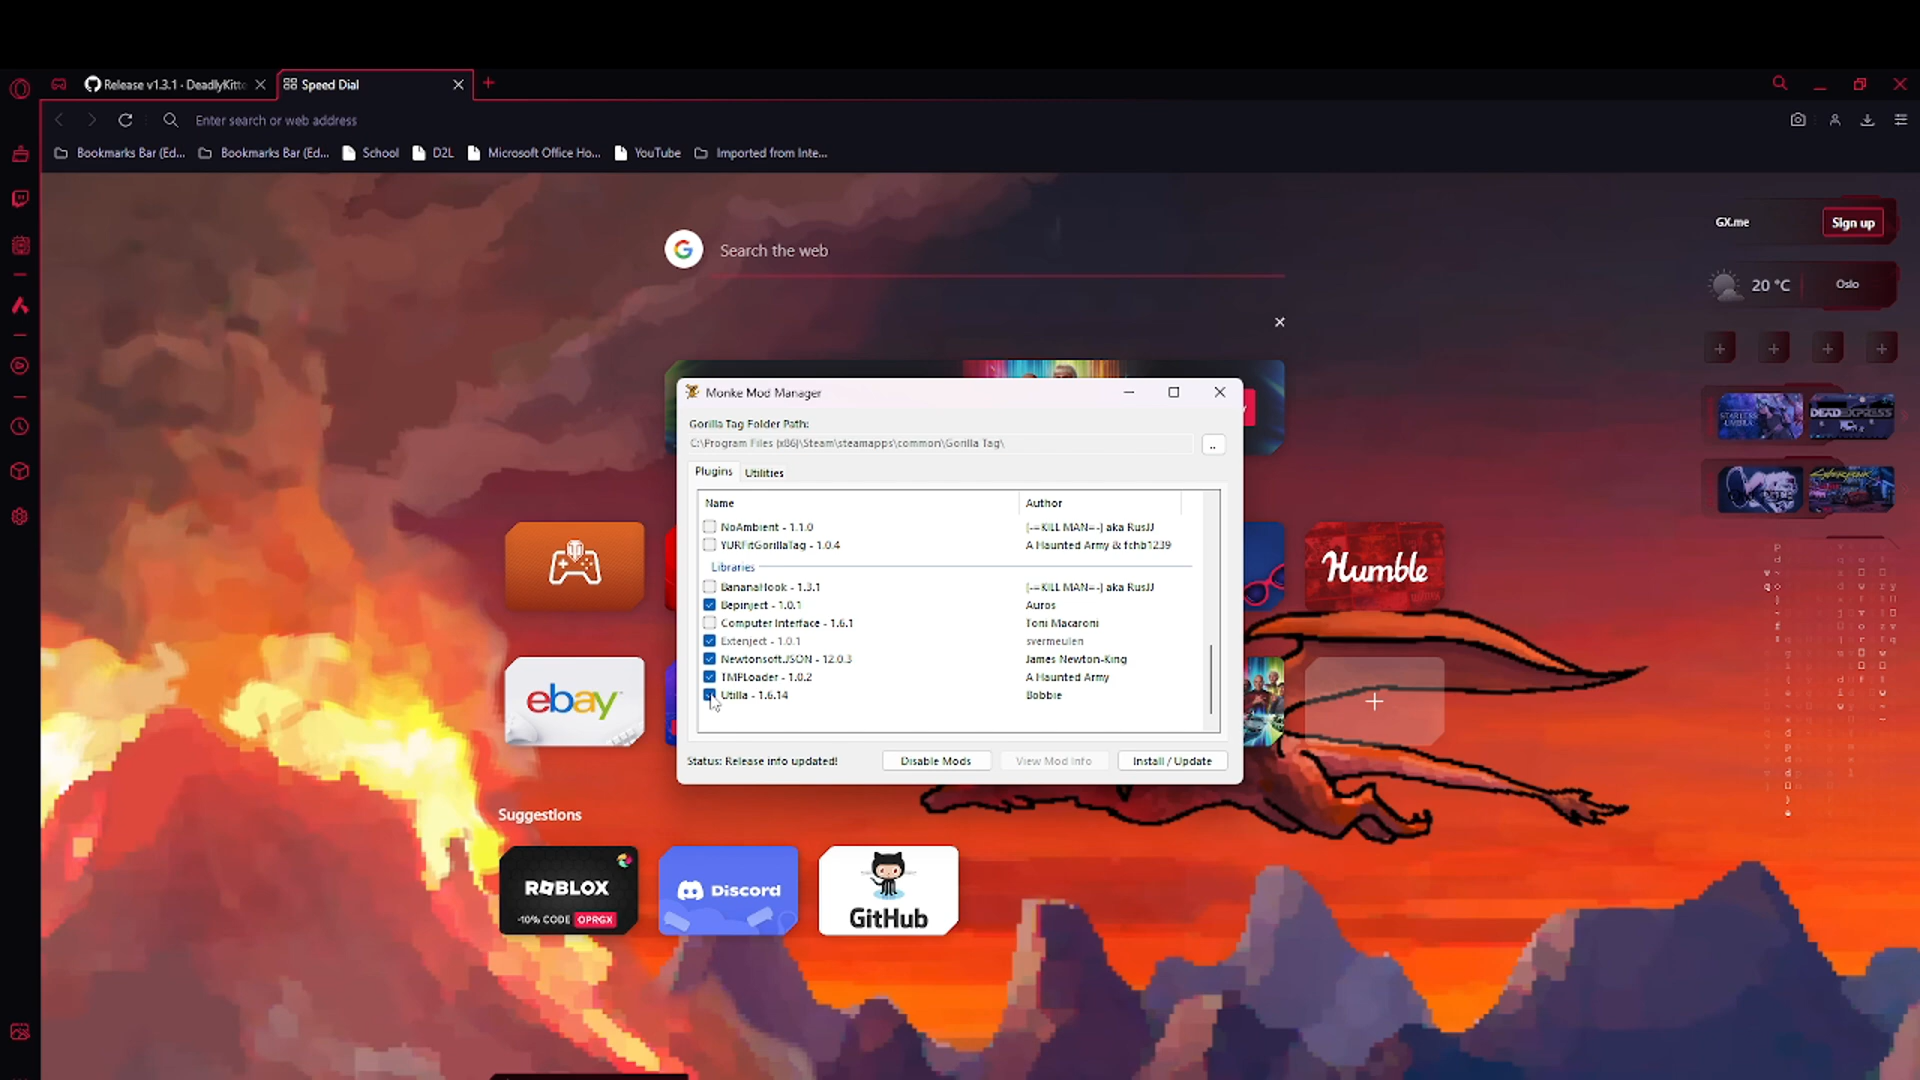 Release v1.3.1 - DeadlyKitte
Speed Dial
Enter search or web address
Bookmarks Bar (Ed...
Bookmarks Bar (Ed...
School
D2L
Microsoft Office Ho...
YouTube
Imported from Inte...
Search the web
GX.me
Sign up
20 °C
Oslo
STARLESS UMBRA
DEAD EXPRESS
CYBERPUNK
Monke Mod Manager
Gorilla Tag Folder Path:
C:\Program Files (x86)\Steam\steamapps\common\Gorilla Tag\
..
Plugins
Utilities
Name
Author
NoAmbient - 1.1.0
[-=KILL MAN=-] aka RusJJ
YURFitGorillaTag - 1.0.4
A Haunted Army & fchb1239
Libraries
BananaHook - 1.3.1
[-=KILL MAN=-] aka RusJJ
Bepinject - 1.0.1
Auros
Computer Interface - 1.6.1
Toni Macaroni
Extenject - 1.0.1
svermeulen
Newtonsoft.JSON - 12.0.3
James Newton-King
TMPLoader - 1.0.2
A Haunted Army
Utilla - 1.6.14
Bobbie
Status: Release info updated!
Disable Mods
View Mod Info
Install / Update
Humble
ebay
Suggestions
ROBLOX
-10% CODE OPRGX
Discord
GitHub